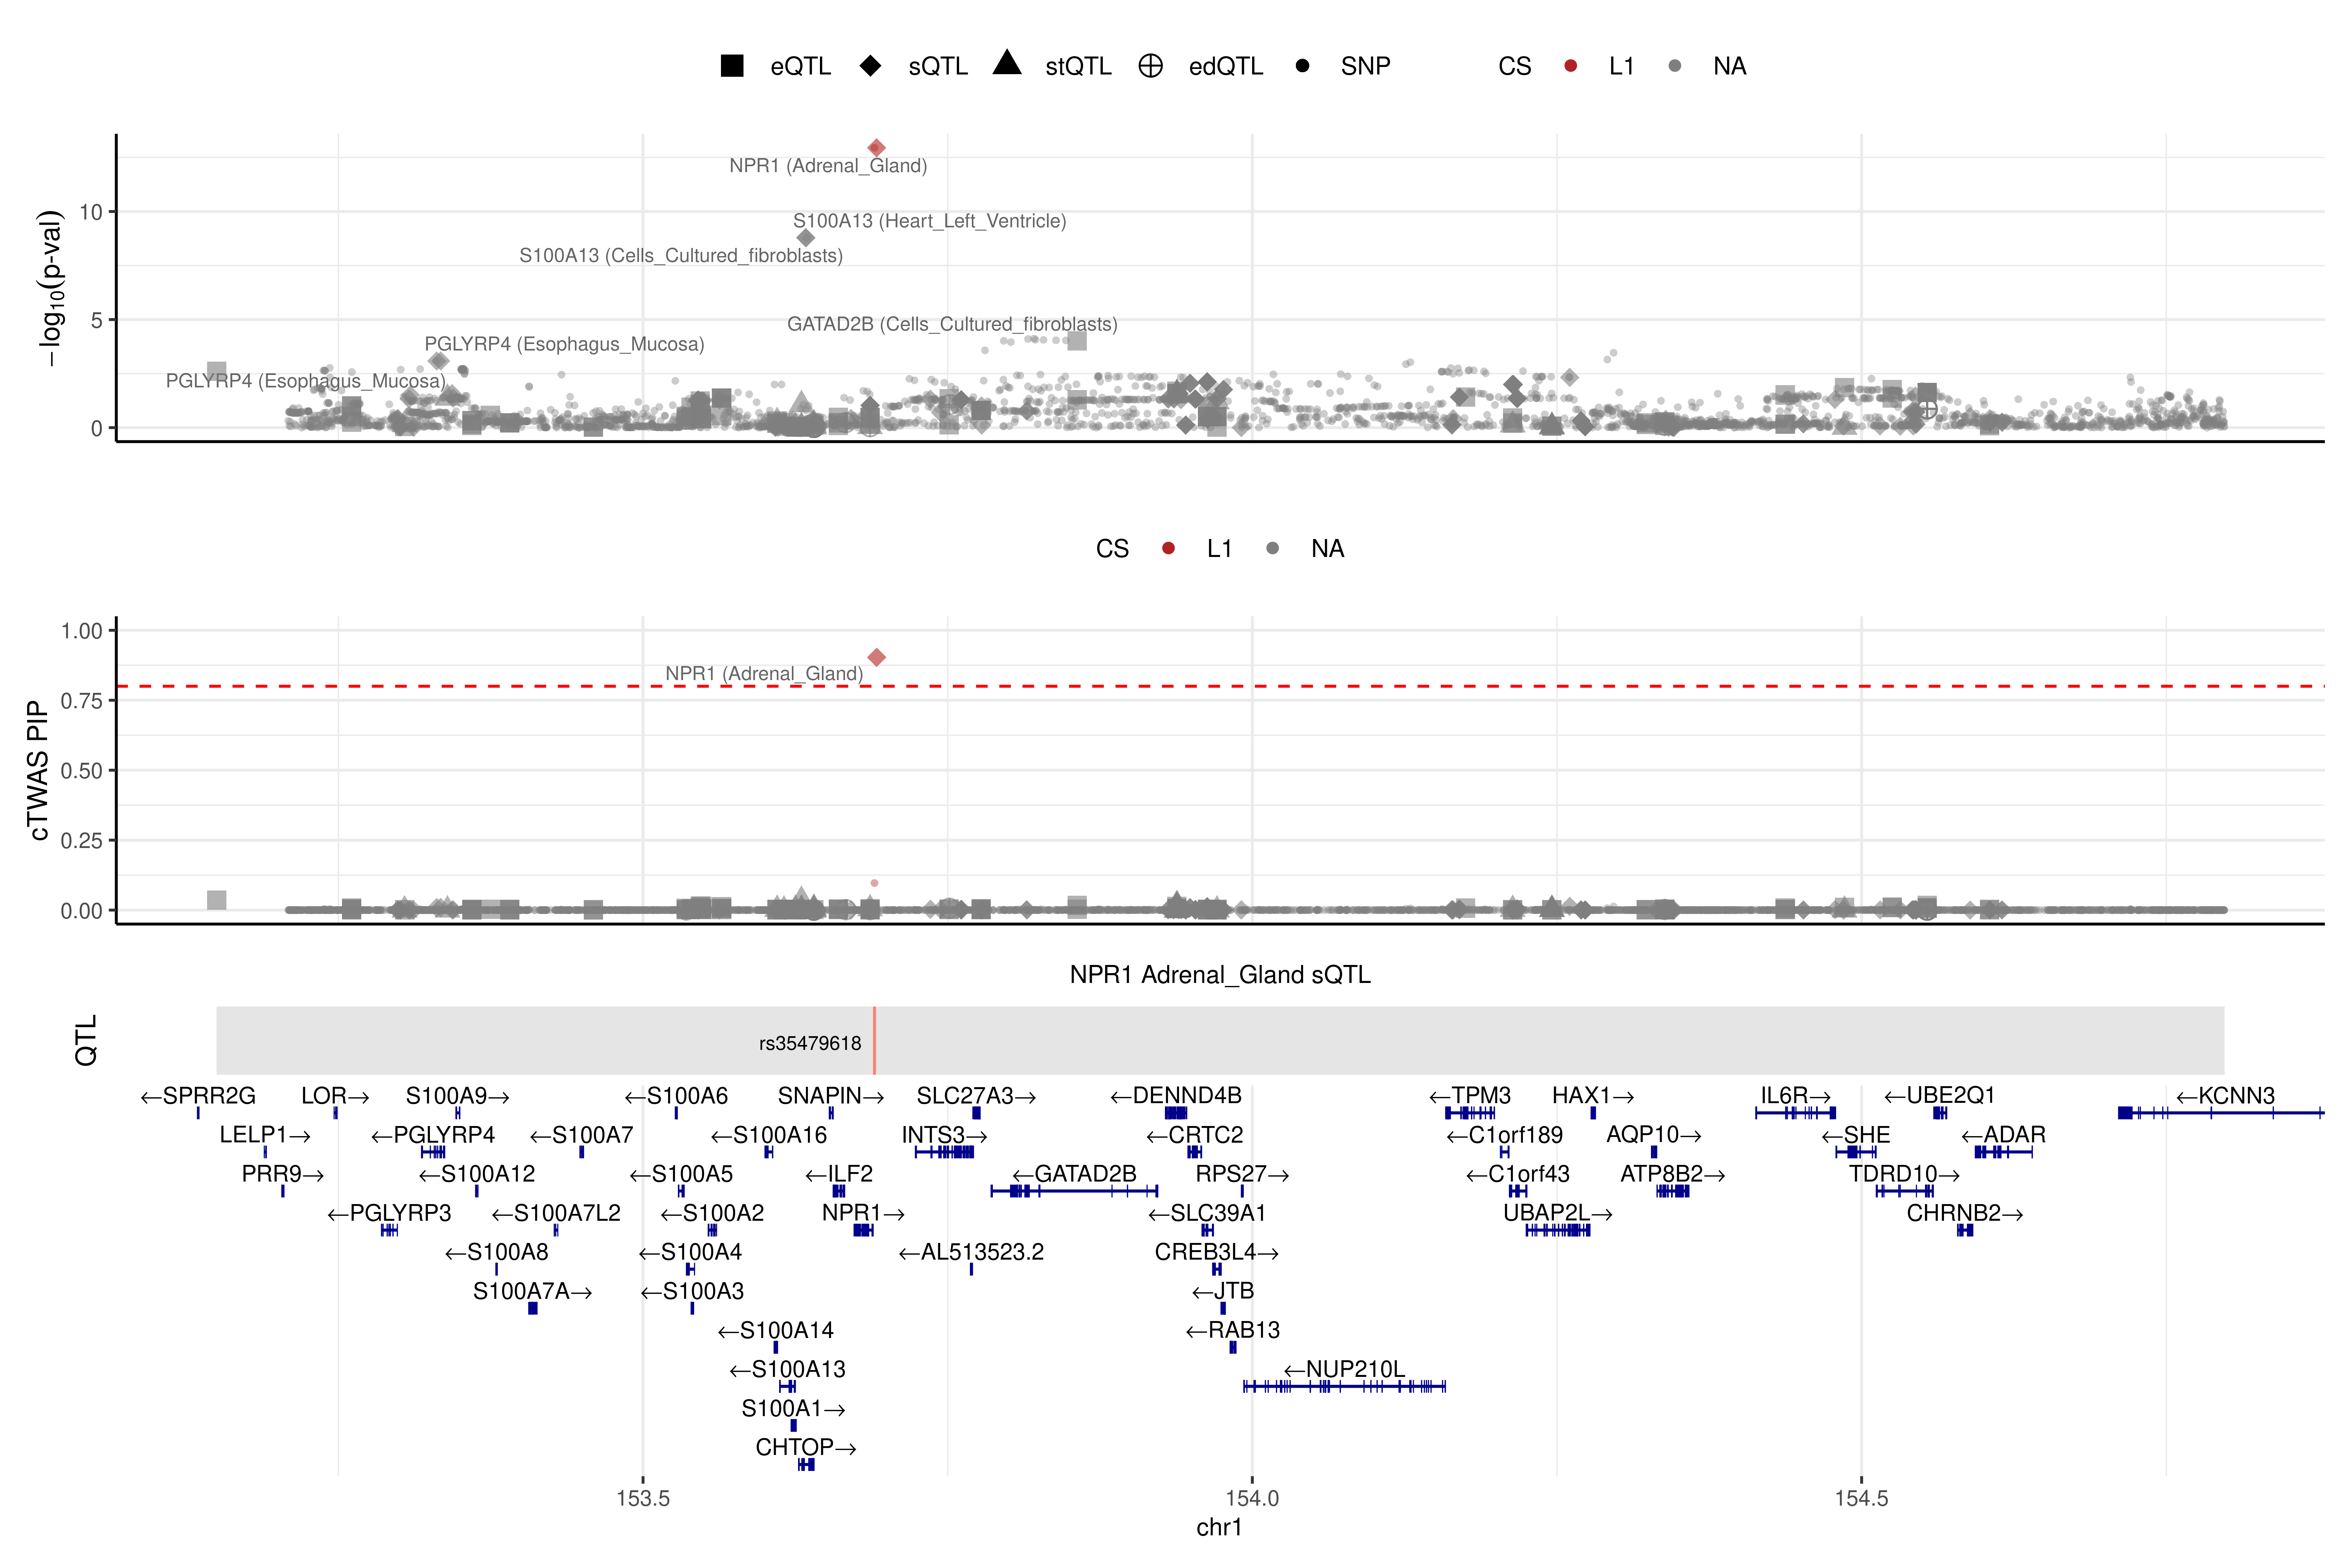 eQTL sQTL stQTL edQTL SNP CS L1 NA
NPR1 (Adrenal_Gland)
10
S100A13 (Heart_Left_Ventricle)
S100A13 (Cells_Cultured_fibroblasts)
5
GATAD2B (Cells_Cultured_fibroblasts)
PGLYRP4 (Esophagus_Mucosa)
PGLYRP4 (Esophagus_Mucosa)
0
−log10(p-val)
CS L1 NA
1.00
NPR1 (Adrenal_Gland)
0.75
0.50
0.25
0.00
cTWAS PIP
NPR1 Adrenal_Gland sQTL
QTL
rs35479618
←SPRR2G LOR→ S100A9→ ←S100A6 SNAPIN→ SLC27A3→ ←DENND4B ←TPM3 HAX1→ IL6R→ ←UBE2Q1 ←KCNN3
LELP1→ ←PGLYRP4 ←S100A7 ←S100A16 INTS3→ ←CRTC2 ←C1orf189 AQP10→ ←SHE ←ADAR
PRR9→ ←S100A12 ←S100A5 ←ILF2 ←GATAD2B RPS27→ ←C1orf43 ATP8B2→ TDRD10→
←PGLYRP3 ←S100A7L2 ←S100A2 NPR1→ ←SLC39A1 UBAP2L→ CHRNB2→
←S100A8 ←S100A4 ←AL513523.2 CREB3L4→
S100A7A→ ←S100A3 ←JTB
←S100A14 ←RAB13
←S100A13 ←NUP210L
S100A1→
CHTOP→
153.5 154.0 154.5
chr1